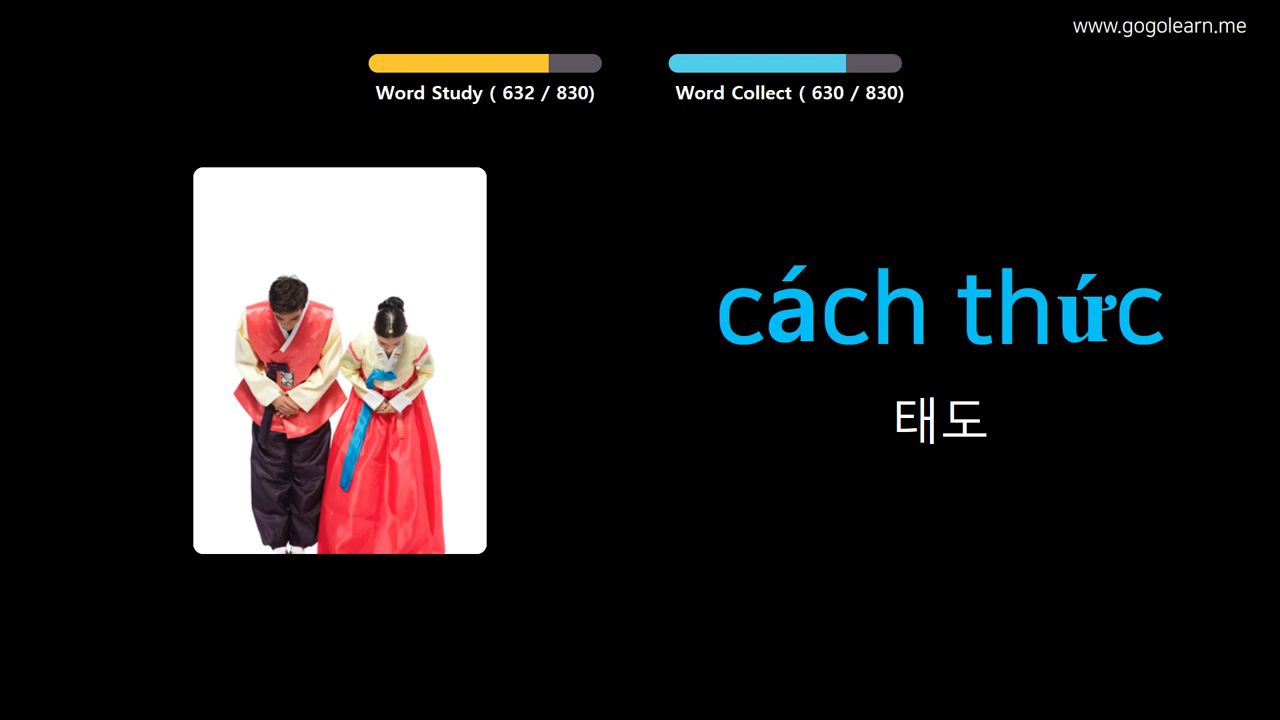 www.gogolearn.me
Word Study ( 632 / 830)
Word Collect ( 630 / 830)
cách thức
태도